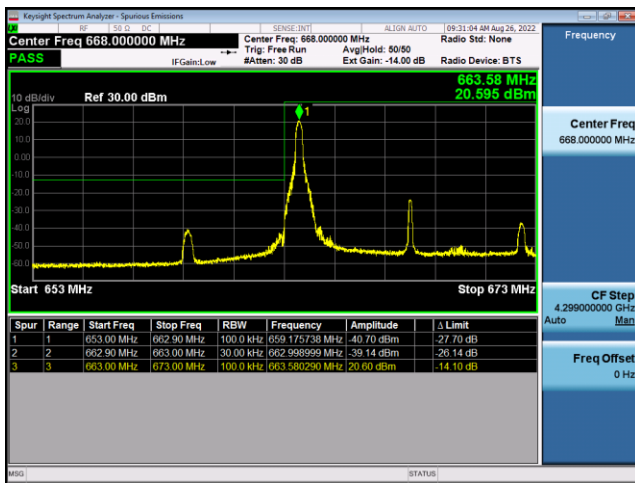 Keysight Spectrum Analyzer - Spurious Emissions
RF 50 Ω DC SENSE:INT ALIGN AUTO 09:31:04 AM Aug 26, 2022
Center Freq 668.000000 MHz
Center Freq: 668.000000 MHz Radio Std: None
PASS
Trig: Free Run Avg|Hold: 50/50
IFGain:Low #Atten: 30 dB Ext Gain: -14.00 dB Radio Device: BTS
663.58 MHz
10 dB/div Ref 30.00 dBm 20.595 dBm
Log
1
20.0
10.0
0.00
-10.0
-20.0
-30.0
-40.0
-50.0
-60.0
Start 653 MHz Stop 673 MHz
Spur Range Start Freq Stop Freq RBW Frequency Amplitude Δ Limit
1 1 653.00 MHz 662.90 MHz 100.0 kHz 659.175738 MHz -40.70 dBm -27.70 dB
2 2 662.90 MHz 663.00 MHz 30.00 kHz 662.998999 MHz -39.14 dBm -26.14 dB
3 3 663.00 MHz 673.00 MHz 100.0 kHz 663.580290 MHz 20.60 dBm -14.10 dB
MSG STATUS
Frequency
Center Freq
668.000000 MHz
CF Step
4.299000000 GHz
Auto Man
Freq Offset
0 Hz